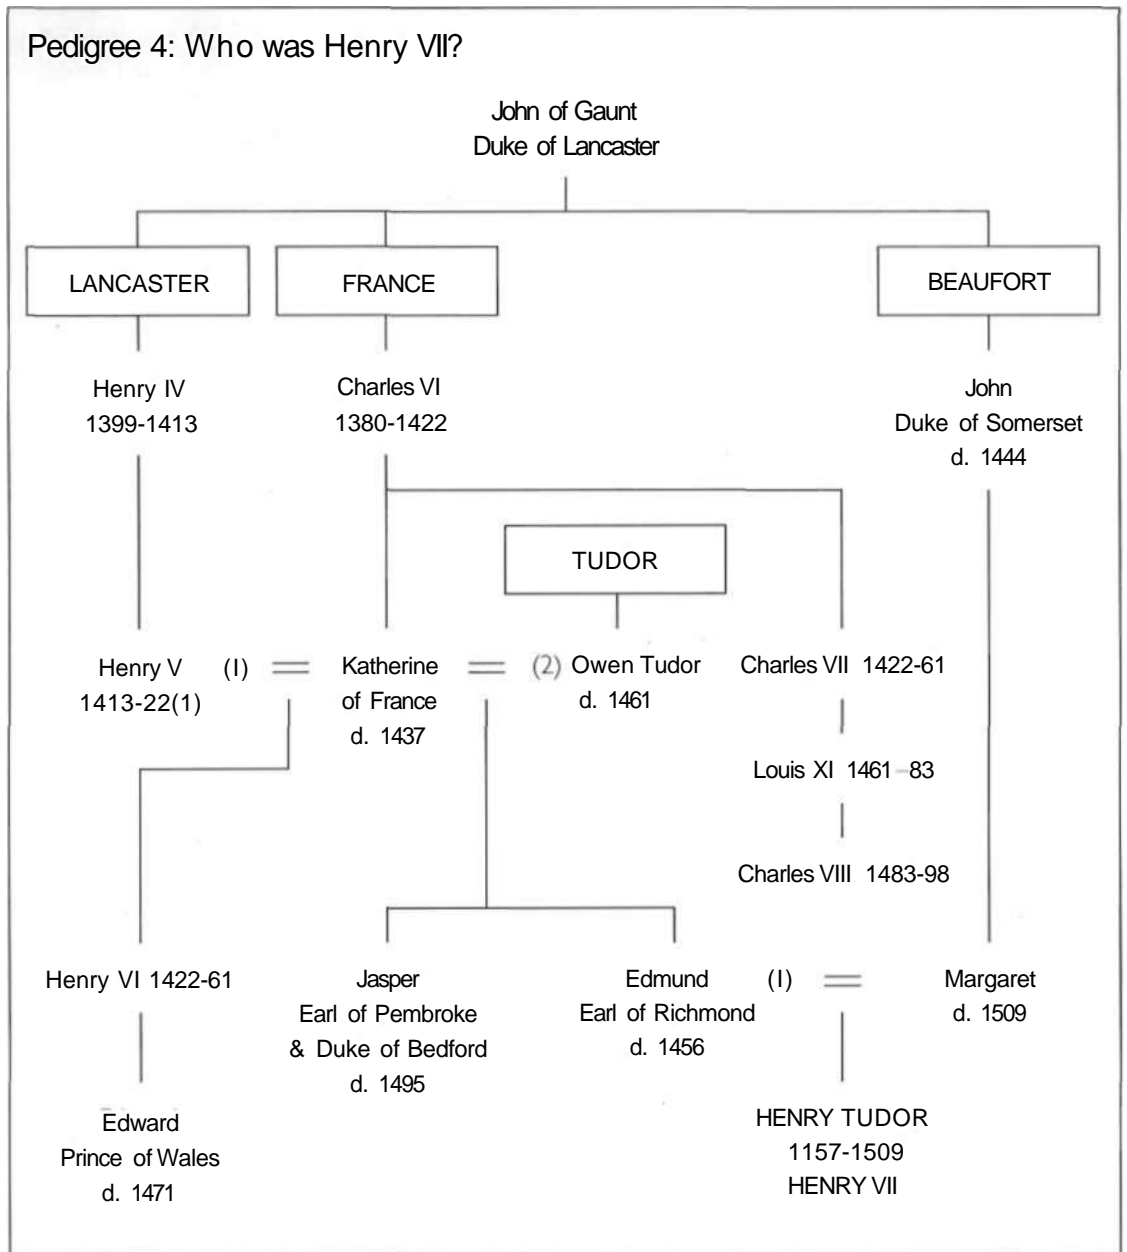 Pedigree 4: Who was Henry VII?
John of Gaunt
Duke of Lancaster
LANCASTER
FRANCE
BEAUFORT
Henry IV
1399-1413
Charles VI
1380-1422
John
Duke of Somerset
d. 1444
TUDOR
Henry V (I) =
1413-22(1)
Katherine
of France
d. 1437
= (2) Owen Tudor
d. 1461
Charles VII 1422-61
Louis XI 1461-83
Charles VIII 1483-98
Henry VI 1422-61
Jasper
Earl of Pembroke
& Duke of Bedford
d. 1495
Edmund (I) =
Earl of Richmond
d. 1456
Margaret
d. 1509
Edward
Prince of Wales
d. 1471
HENRY TUDOR
1157-1509
HENRY VII